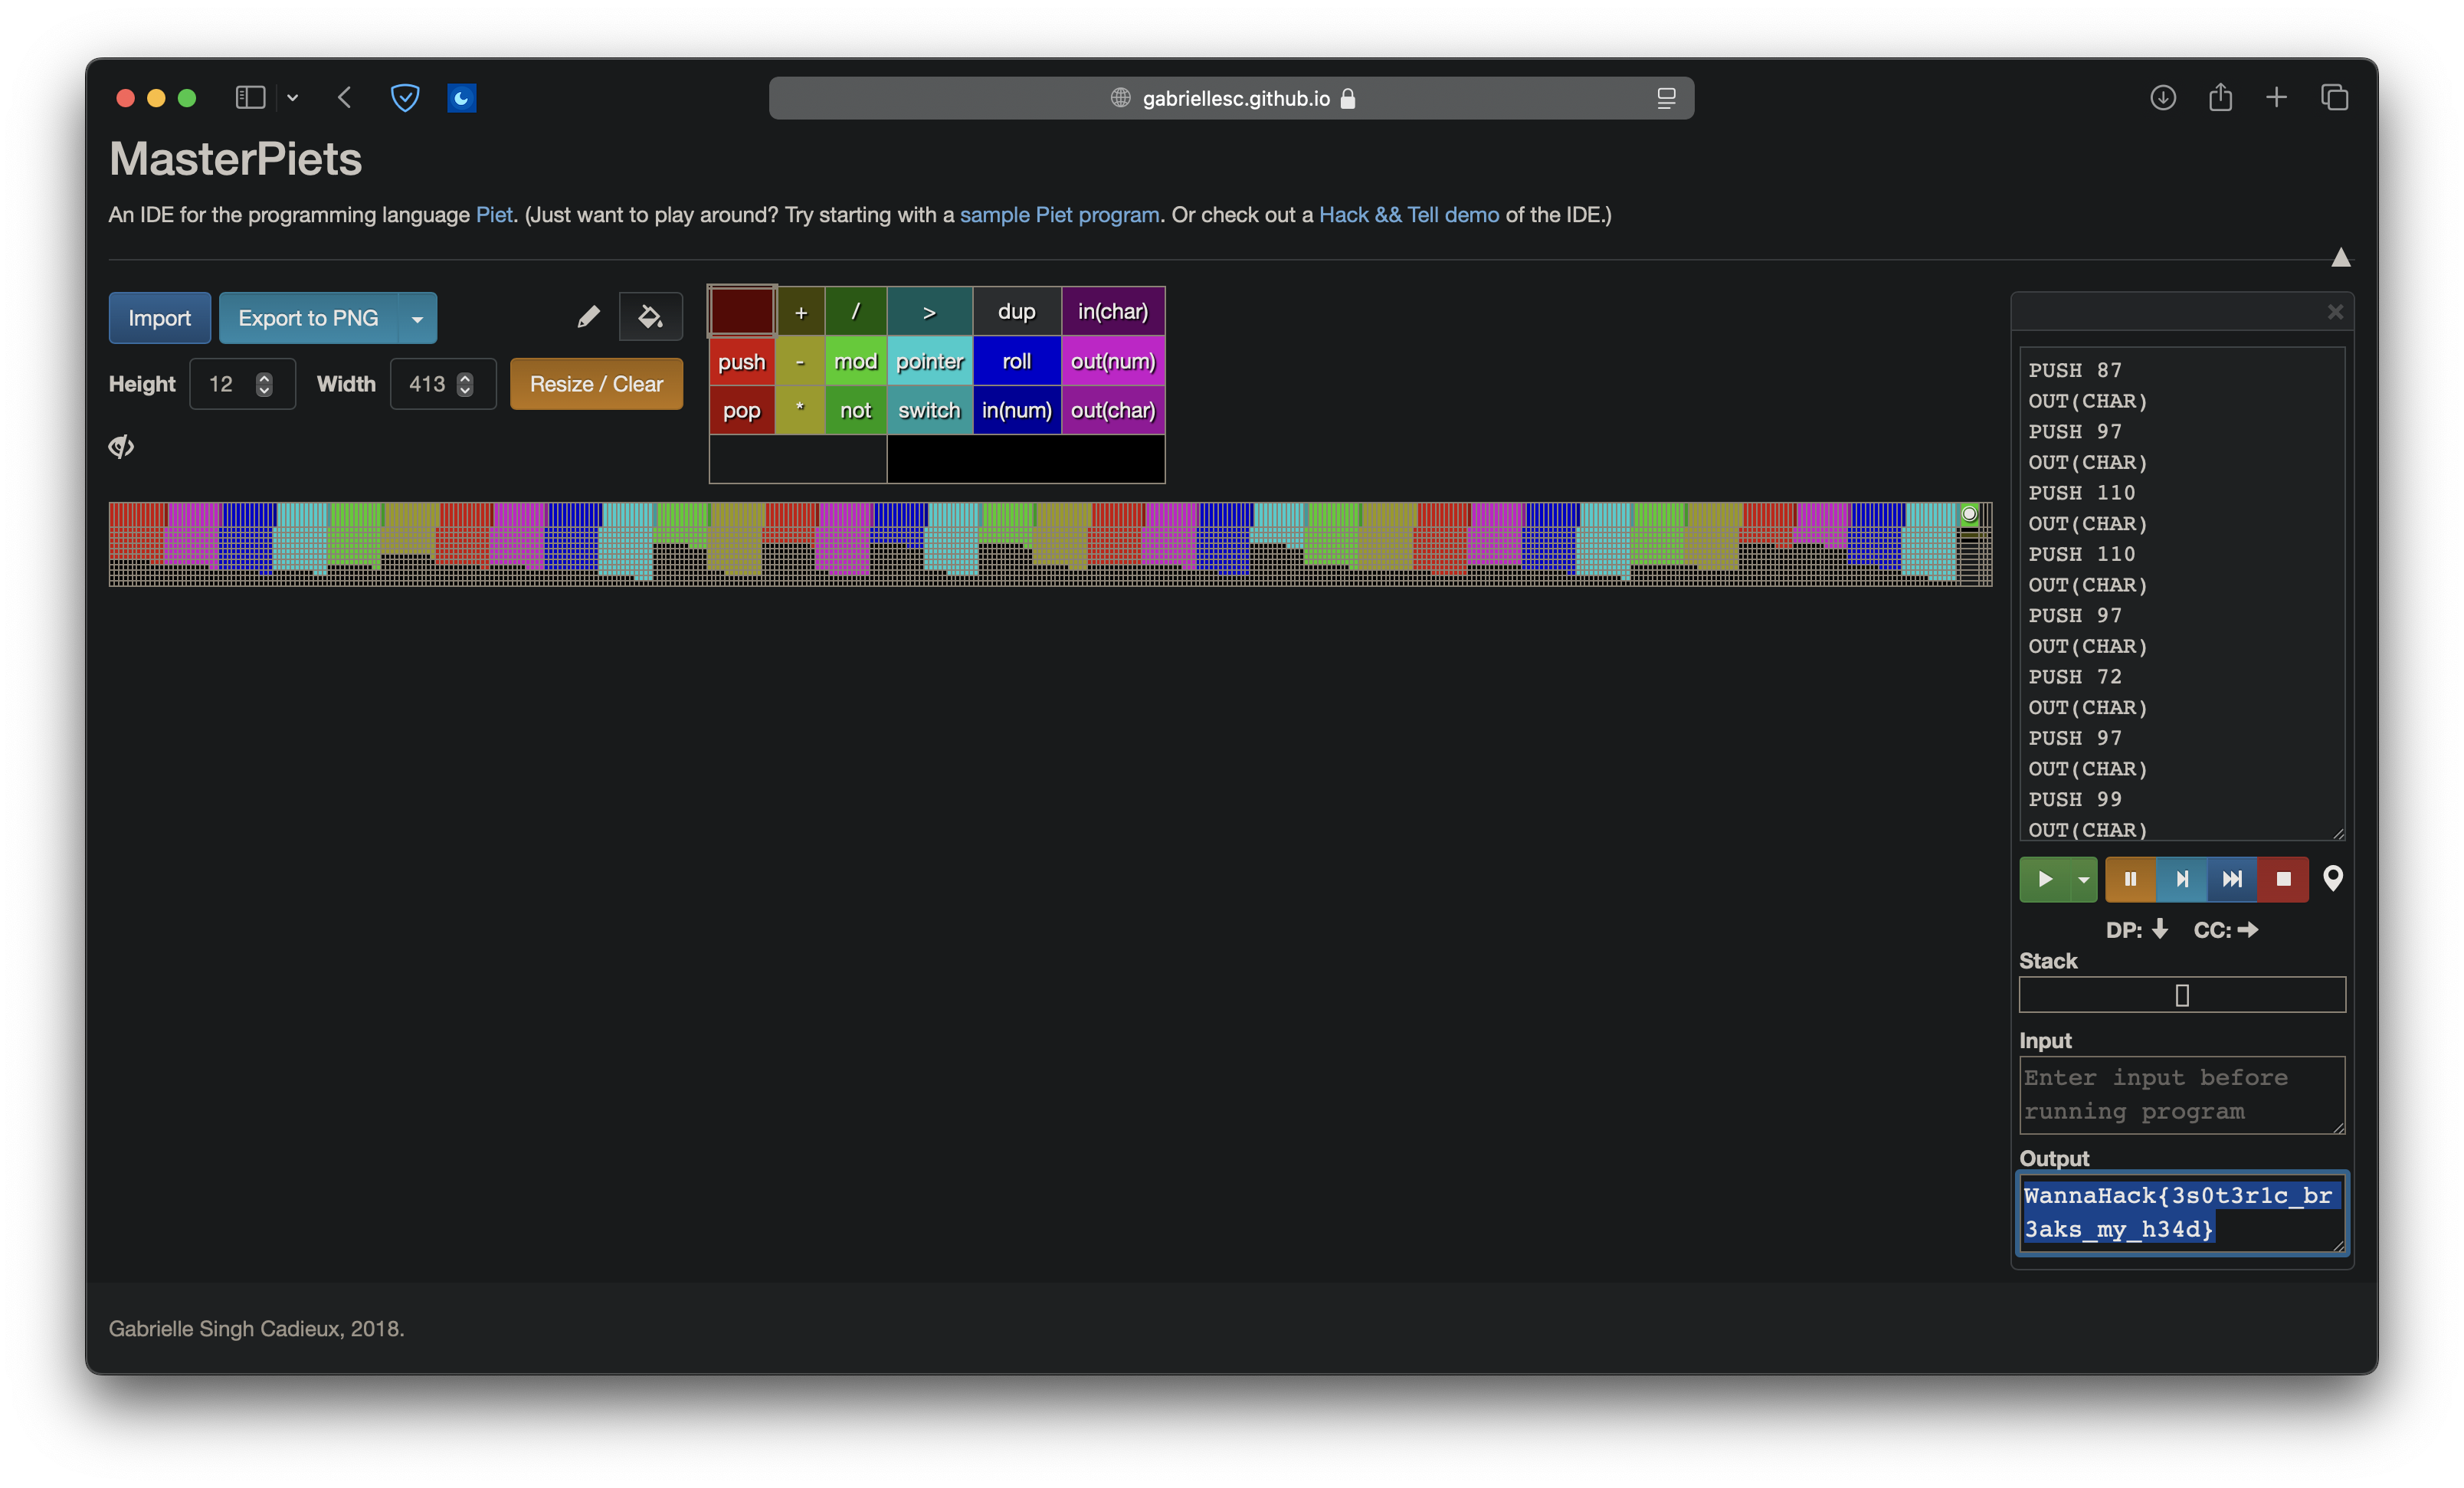 gabriellesc.github.io
MasterPiets
An IDE for the programming language Piet. (Just want to play around? Try starting with a sample Piet program. Or check out a Hack && Tell demo of the IDE.)
Import
Export to PNG
Height 12 Width 413 Resize / Clear
+ / > dup in(char)
push - mod pointer roll out(num)
pop * not switch in(num) out(char)
PUSH 87
OUT(CHAR)
PUSH 97
OUT(CHAR)
PUSH 110
OUT(CHAR)
PUSH 110
OUT(CHAR)
PUSH 97
OUT(CHAR)
PUSH 72
OUT(CHAR)
PUSH 97
OUT(CHAR)
PUSH 99
OUT(CHAR)
DP: CC:
Stack
Input
Enter input before
running program
Output
WannaHack{3s0t3r1c_br
3aks_my_h34d}
Gabrielle Singh Cadieux, 2018.